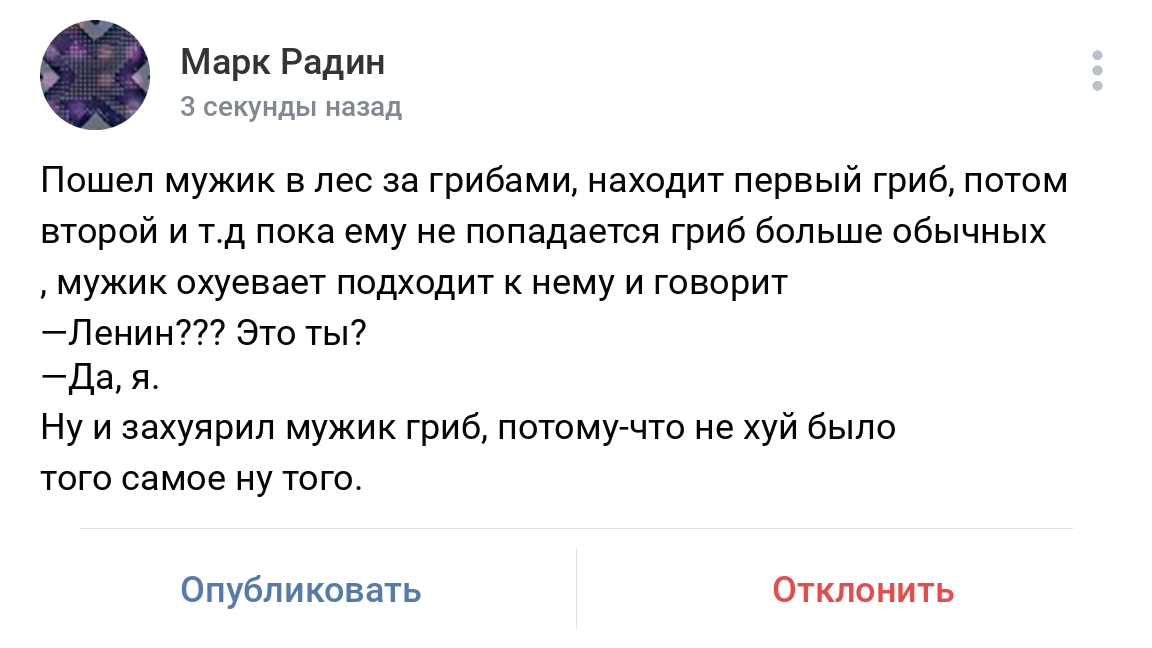 Марк Радин
3 секунды назад
Пошел мужик в лес за грибами, находит первый гриб, потом
второй и т.д пока ему не попадается гриб больше обычных
, мужик охуевает подходит к нему и говорит
—Ленин??? Это ты?
—Да, я.
Ну и захуярил мужик гриб, потому-что не хуй было
того самое ну того.
Опубликовать
Отклонить